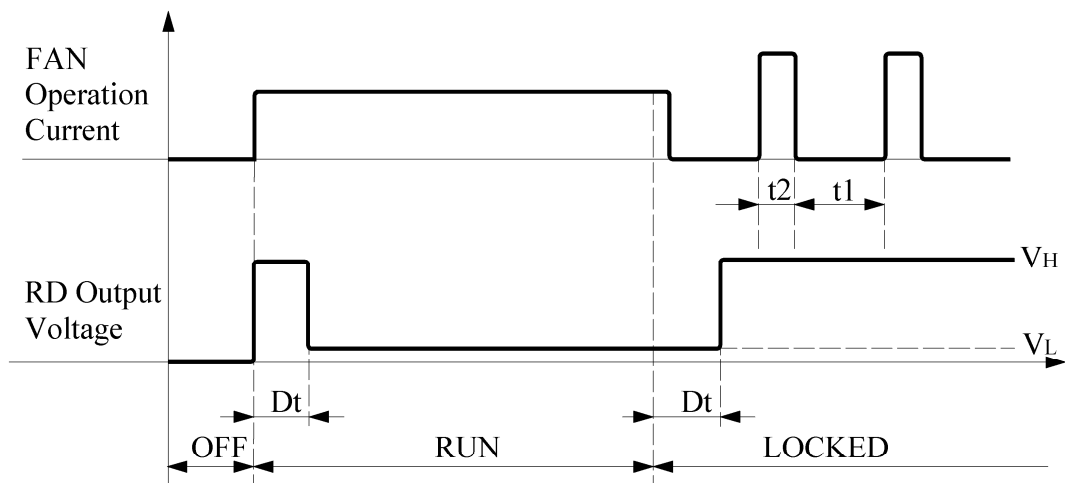 FAN
Operation
Current
t2
t1
VH
RD Output
Voltage
VL
Dt
Dt
OFF
RUN
LOCKED